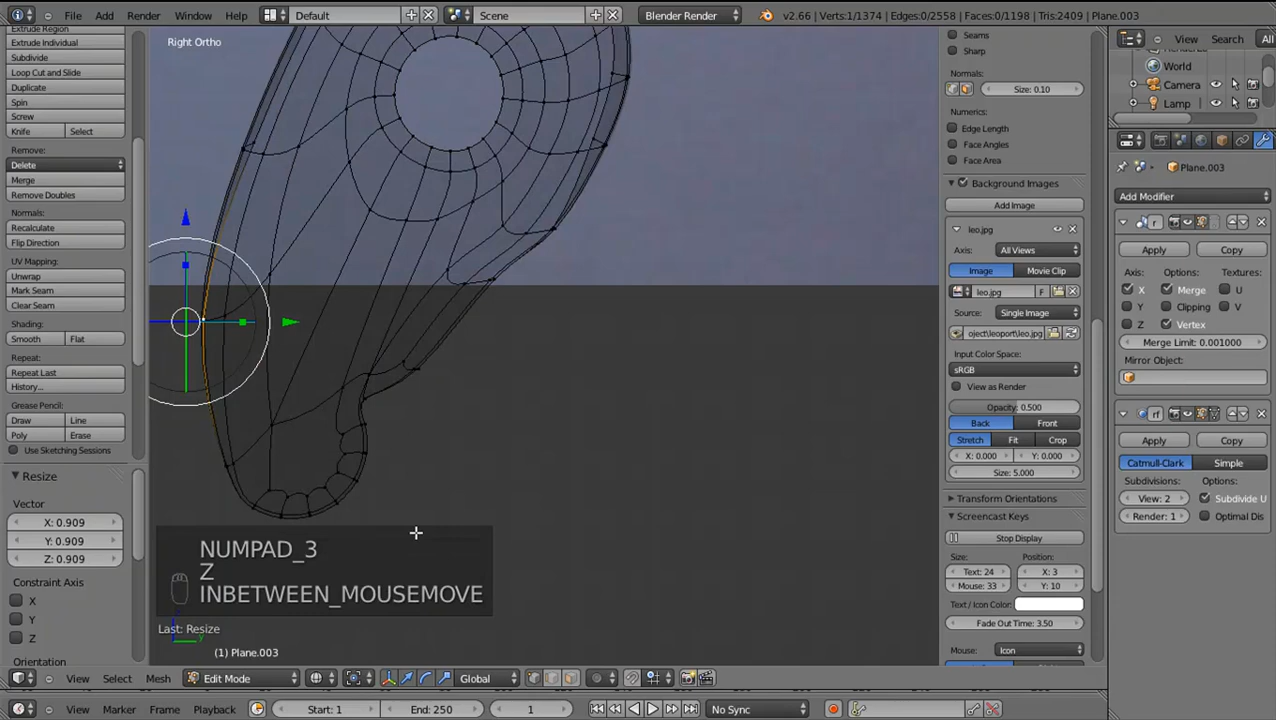 File Add Render Window Help Default Scene Blender Render v2.66 | Verts:1/1374 | Edges:0/2558 | Faces:0/1198 | Tris:2409 | Plane.003
Extrude Region
Extrude Individual
Subdivide
Loop Cut and Slide
Duplicate
Spin
Screw
Knife Select
Remove:
Delete
Merge
Remove Doubles
Normals:
Recalculate
Flip Direction
UV Mapping:
Unwrap
Mark Seam
Clear Seam
Shading:
Smooth Flat
Repeat:
Repeat Last
History...
Grease Pencil:
Draw Line
Poly Erase
Use Sketching Sessions
Resize
Vector
X: 0.909
Y: 0.909
Z: 0.909
Constraint Axis
X
Y
Z
Orientation
Right Ortho
NUMPAD_3
Z
INBETWEEN_MOUSEMOVE
Last: Resize
(1) Plane.003
Seams
Sharp
Normals:
Size: 0.10
Numerics:
Edge Length
Face Angles
Face Area
Background Images
Add Image
leo.jpg
Axis: All Views
Image Movie Clip
leo.jpg F
Source: Single Image
oject\leoport\leo.jpg
Input Color Space:
sRGB
View as Render
Opacity: 0.500
Back Front
Stretch Fit Crop
X: 0.000 Y: 0.000
Size: 5.000
Transform Orientations
Screencast Keys
Stop Display
Size: Position:
Text: 24 X: 3
Mouse: 33 Y: 10
Text / Icon Color:
Fade Out Time: 3.50
Mouse: Icon
View Search All
World
Camera
Lamp
Plane.003
Add Modifier
Apply Copy
Axis: Options: Textures:
X Merge U
Y Clipping V
Z Vertex
Merge Limit: 0.001000
Mirror Object:
Apply Copy
Catmull-Clark Simple
Subdivisions: Options:
View: 2 Subdivide U
Render: 1 Optimal Dis
View Select Mesh Edit Mode Global
View Marker Frame Playback Start: 1 End: 250 1 No Sync